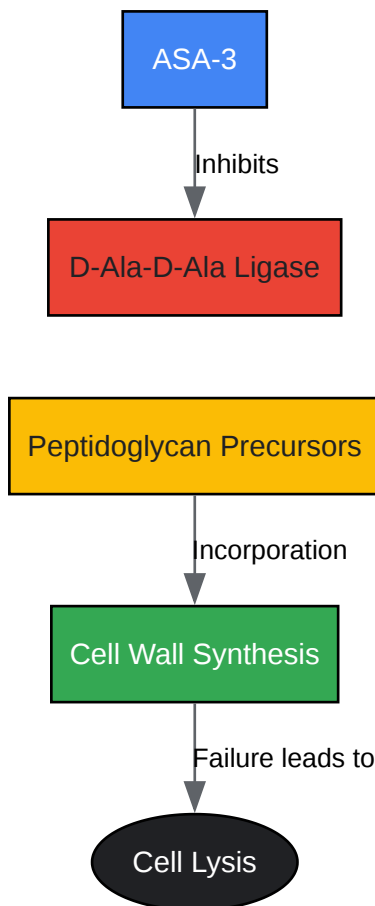 ASA-3
Inhibits
D-Ala-D-Ala Ligase
Peptidoglycan Precursors
Incorporation
Cell Wall Synthesis
Failure leads to
Cell Lysis